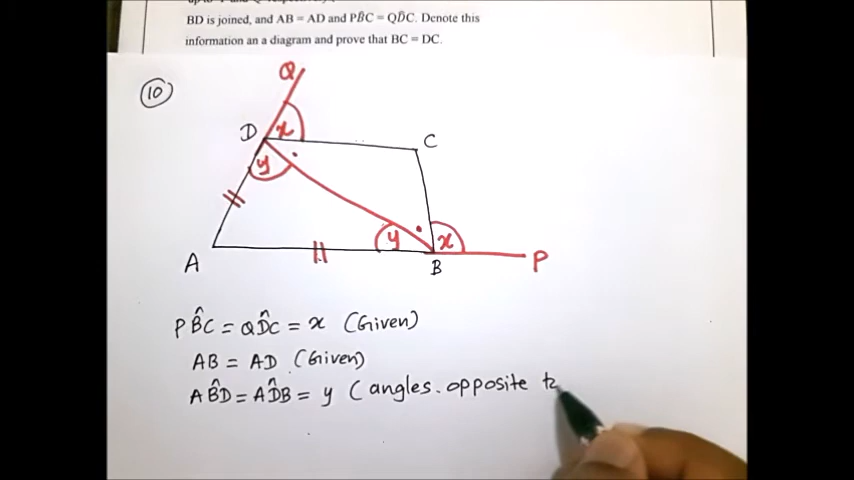 BD is joined, and AB = AD and PB̂C = QD̂C. Denote this
information an a diagram and prove that BC = DC.
10
Q
D
x
C
y
y
x
A
B
P
PB̂C = QD̂C = x (Given)
AB = AD (Given)
AB̂D = AD̂B = y (angles opposite to